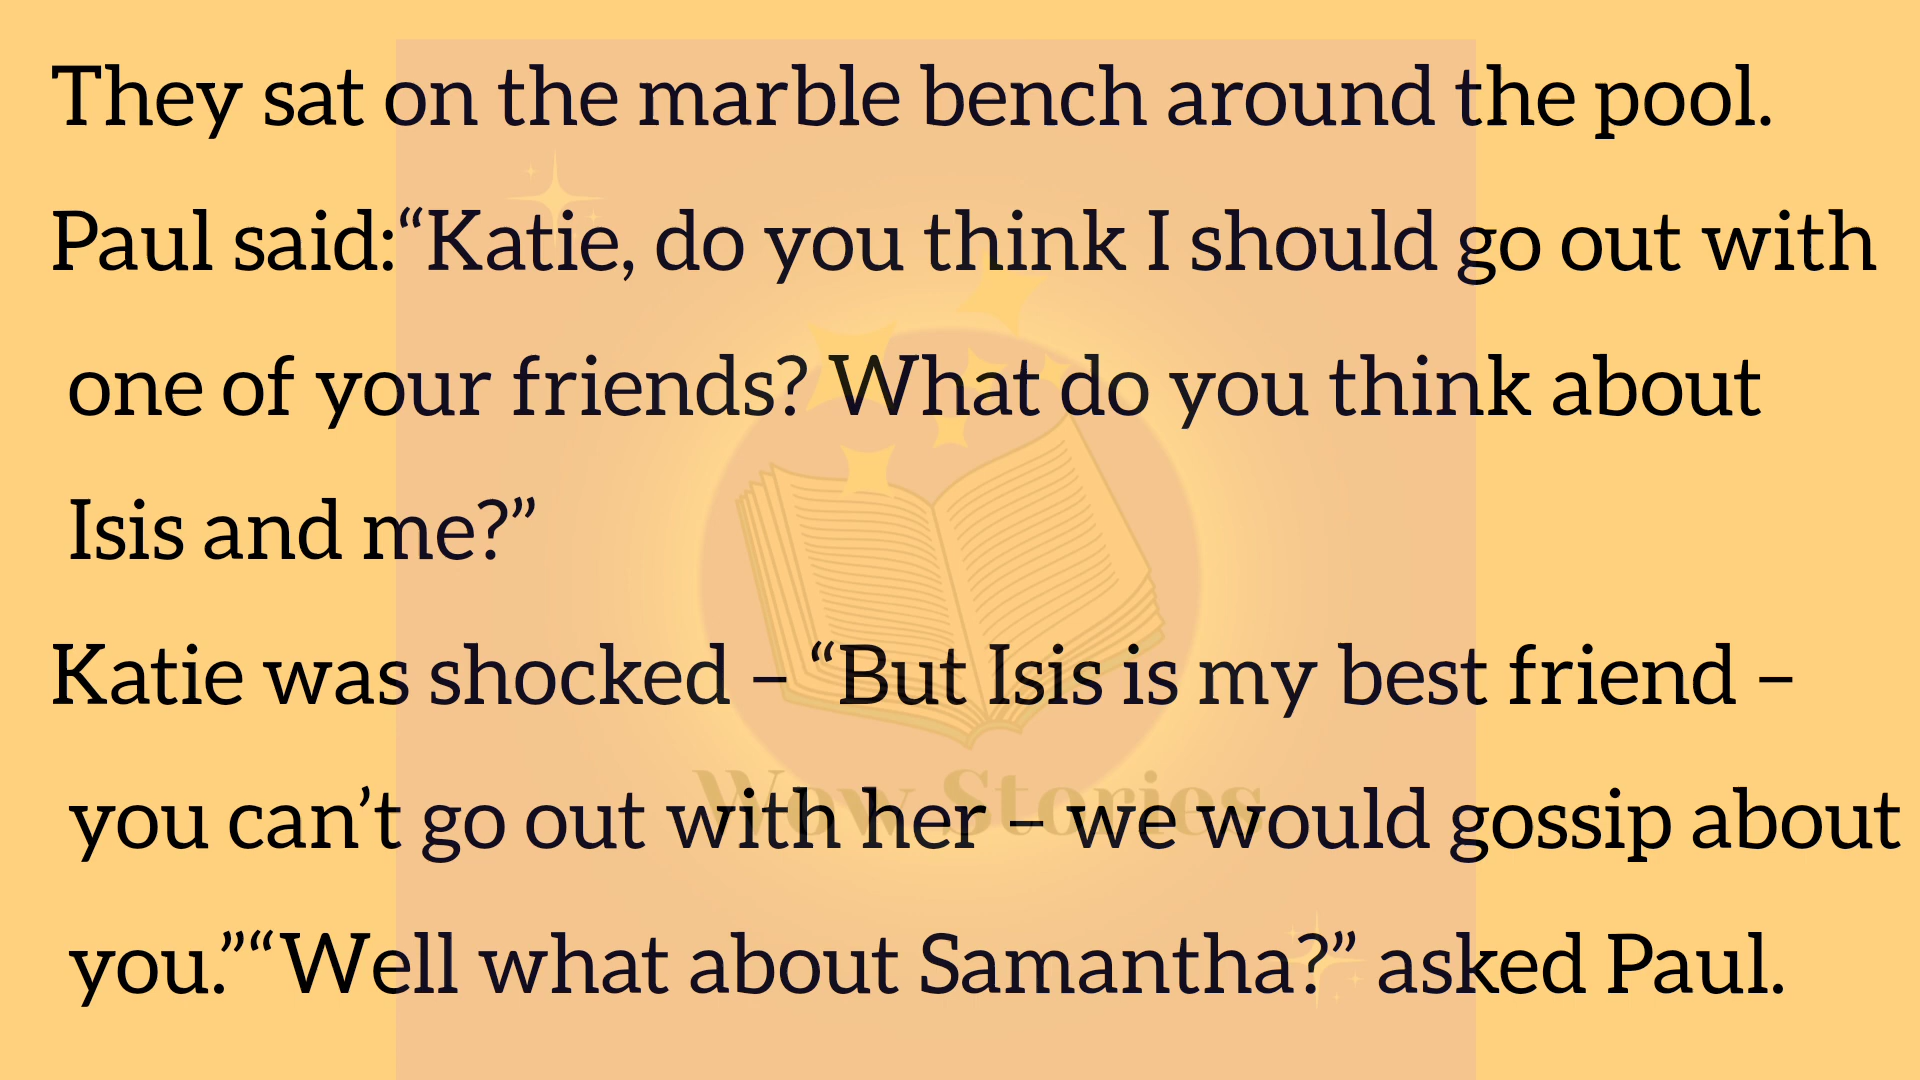 They sat on the marble bench around the pool.
Paul said:“Katie, do you think I should go out with
one of your friends? What do you think about
Isis and me?”
Katie was shocked – “But Isis is my best friend –
you can’t go out with her – we would gossip about
you.”“Well what about Samantha?” asked Paul.
Wow Stories